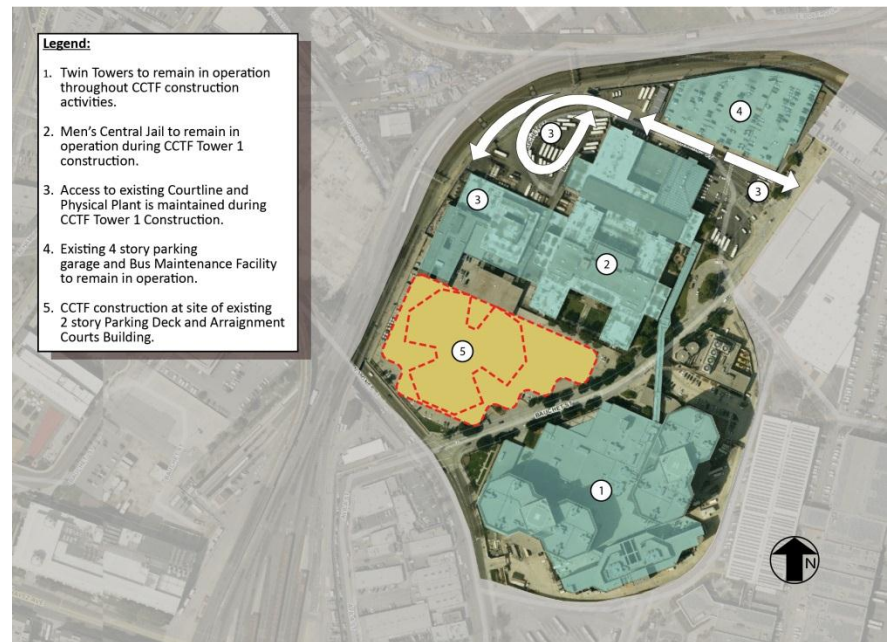 Legend:
1. Twin Towers to remain in operation
throughout CCTF construction
activities.
2. Men's Central Jail to remain in
operation during CCTF Tower 1
construction.
3. Access to existing Courtline and
Physical Plant is maintained during
CCTF Tower 1 Construction.
4. Existing 4 story parking
garage and Bus Maintenance Facility
to remain in operation.
5. CCTF construction at site of existing
2 story Parking Deck and Arraignment
Courts Building.
4
3
3
3
2
5
BAUCHET ST
1
N